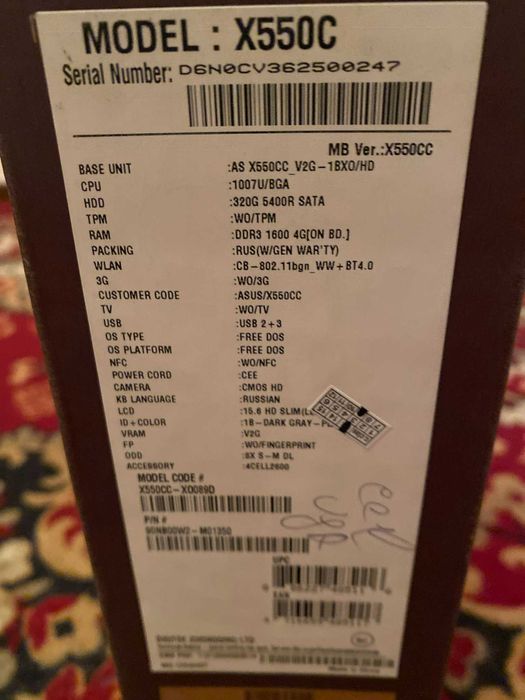 MODEL : X550C
Serial Number: D6N0CV362500247
MB Ver.:X550CC
BASE UNIT :AS X550CC_V2G-1BXO/HD
CPU :1007U/BGA
HDD :320G 5400R SATA
TPM :WO/TPM
RAM :DDR3 1600 4G[ON BD.]
PACKING :RUS(W/GEN WAR'TY)
WLAN :CB-802.11bgn_WW+BT4.0
3G :WO/3G
CUSTOMER CODE :ASUS/X550CC
TV :WO/TV
USB :USB 2+3
OS TYPE :FREE DOS
OS PLATFORM :FREE DOS
NFC :WO/NFC
POWER CORD :CEE
CAMERA :CMOS HD
KB LANGUAGE :RUSSIAN
LCD :15.6 HD SLIM
ID+COLOR :1B-DARK GRAY-
VRAM :V2G
FP :WO/FINGERPRINT
ODD :8X S-M DL
ACCESSORY :4CELL2600
MODEL CODE #
X550CC-XO089D
P/N #
90NB00W2-M01350
UPC
EAN